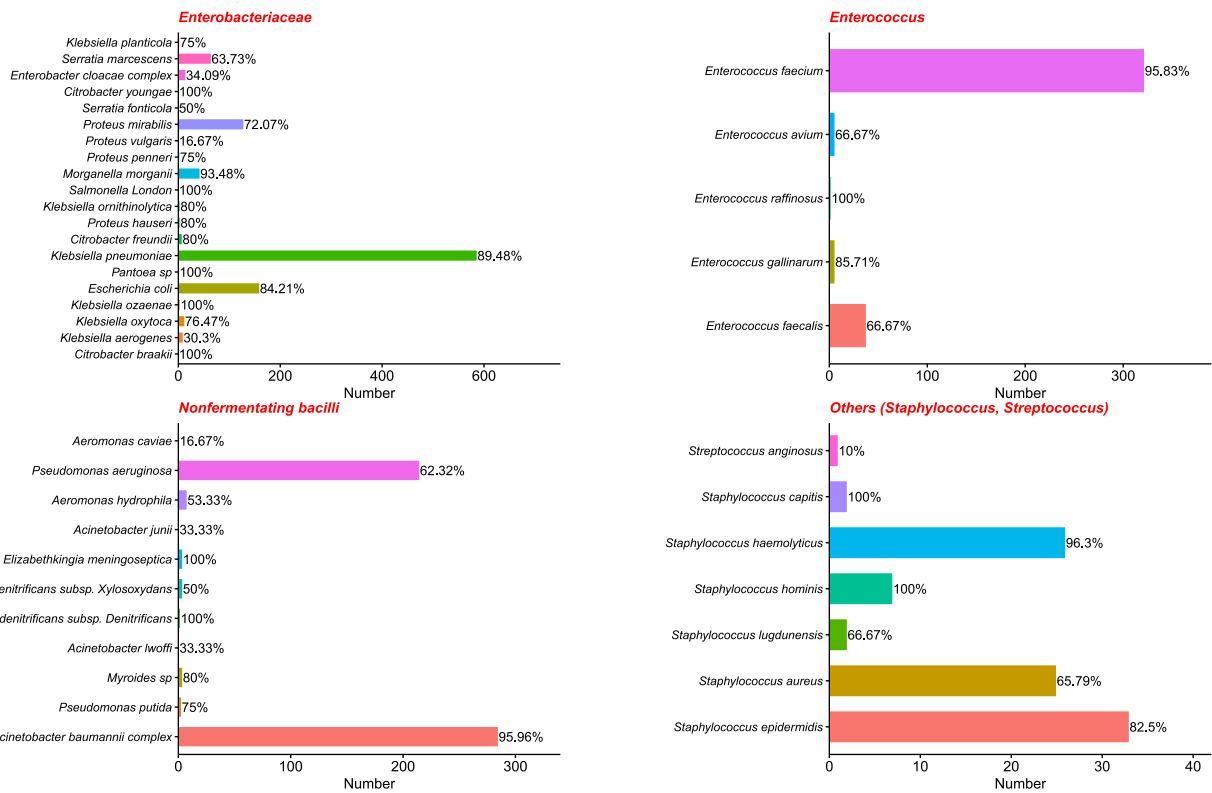 Enterobacteriaceae
Klebsiella planticola 75%
Serratia marcescens 63.73%
Enterobacter cloacae complex 34.09%
Citrobacter youngae 100%
Serratia fonticola 50%
Proteus mirabilis 72.07%
Proteus vulgaris 16.67%
Proteus penneri 75%
Morganella morganii 93.48%
Salmonella London 100%
Klebsiella ornithinolytica 80%
Proteus hauseri 80%
Citrobacter freundii 80%
Klebsiella pneumoniae 89.48%
Pantoea sp 100%
Escherichia coli 84.21%
Klebsiella ozaenae 100%
Klebsiella oxytoca 76.47%
Klebsiella aerogenes 30.3%
Citrobacter braakii 100%
0 200 400 600
Number
Enterococcus
Enterococcus faecium 95.83%
Enterococcus avium 66.67%
Enterococcus raffinosus 100%
Enterococcus gallinarum 85.71%
Enterococcus faecalis 66.67%
0 100 200 300
Number
Nonfermentating bacilli
Aeromonas caviae 16.67%
Pseudomonas aeruginosa 62.32%
Aeromonas hydrophila 53.33%
Acinetobacter junii 33.33%
Elizabethkingia meningoseptica 100%
enitrificans subsp. Xylosoxydans 50%
denitrificans subsp. Denitrificans 100%
Acinetobacter lwoffi 33.33%
Myroides sp 80%
Pseudomonas putida 75%
cinetobacter baumannii complex 95.96%
0 100 200 300
Number
Others (Staphylococcus, Streptococcus)
Streptococcus anginosus 10%
Staphylococcus capitis 100%
Staphylococcus haemolyticus 96.3%
Staphylococcus hominis 100%
Staphylococcus lugdunensis 66.67%
Staphylococcus aureus 65.79%
Staphylococcus epidermidis 82.5%
0 10 20 30 40
Number